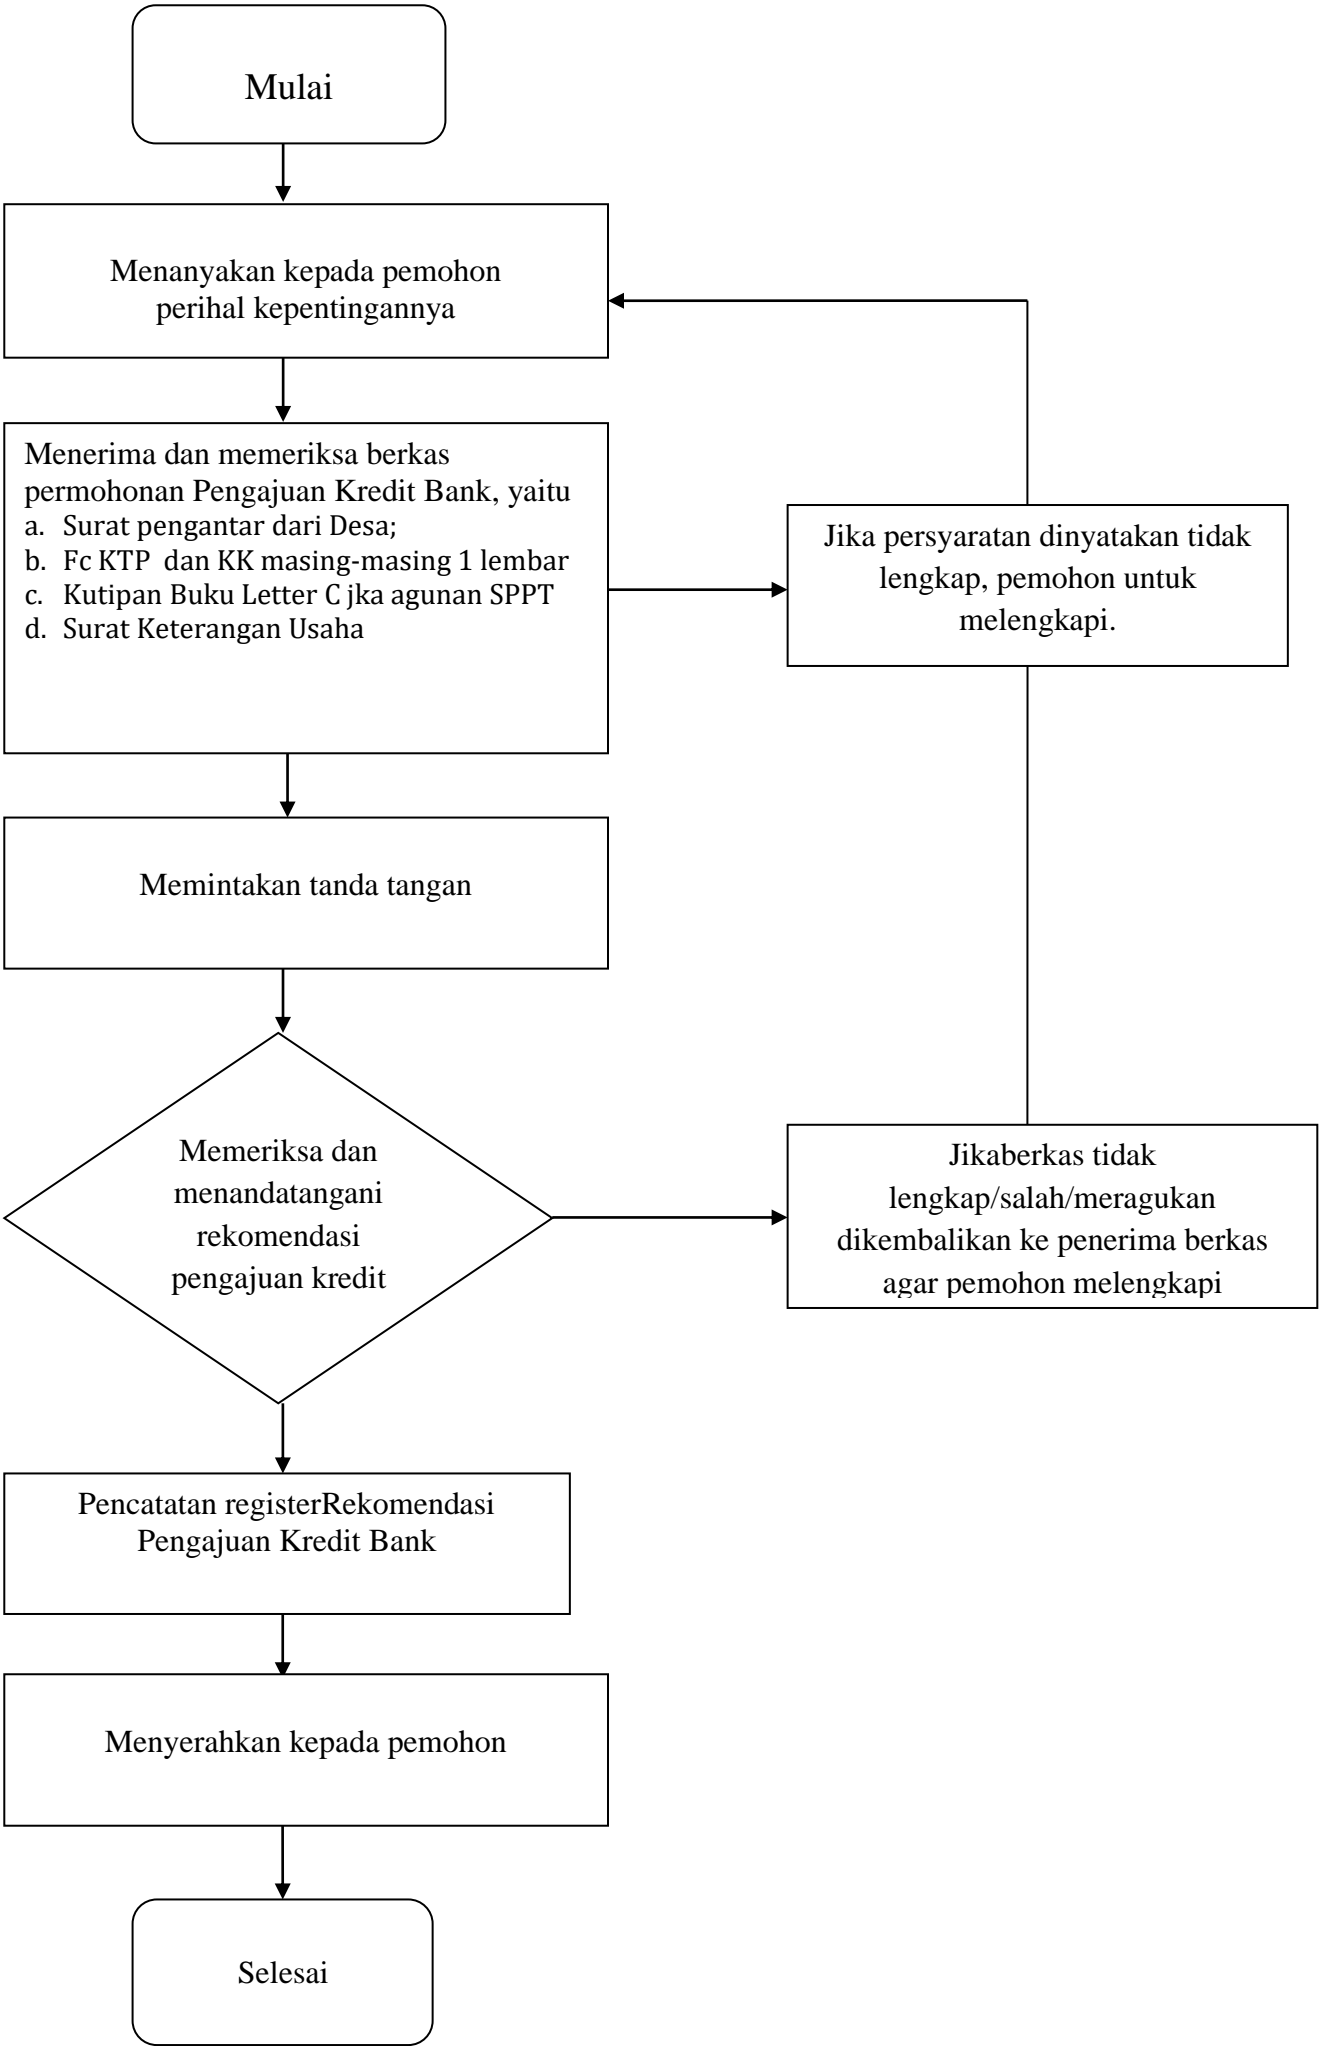 Mulai
Menanyakan kepada pemohon
perihal kepentingannya
Menerima dan memeriksa berkas
permohonan Pengajuan Kredit Bank, yaitu
a. Surat pengantar dari Desa;
b. Fc KTP  dan KK masing-masing 1 lembar
c. Kutipan Buku Letter C jka agunan SPPT
d. Surat Keterangan Usaha
Jika persyaratan dinyatakan tidak
lengkap, pemohon untuk
melengkapi.
Memintakan tanda tangan
Memeriksa dan
menandatangani
rekomendasi
pengajuan kredit
Jikaberkas tidak
lengkap/salah/meragukan
dikembalikan ke penerima berkas
agar pemohon melengkapi
Pencatatan registerRekomendasi
Pengajuan Kredit Bank
Menyerahkan kepada pemohon
Selesai